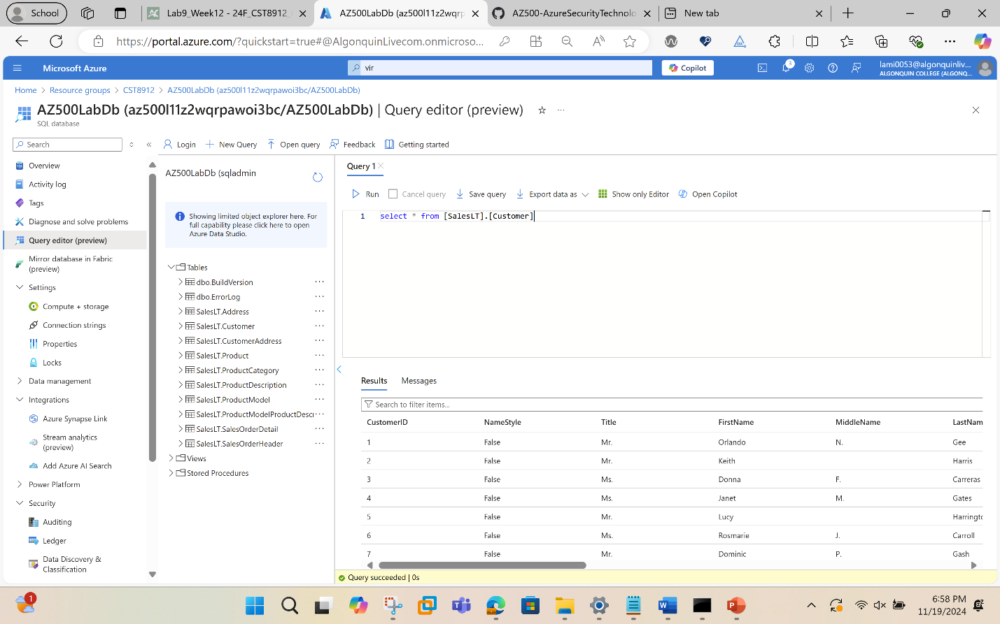 School
Lab9_Week12 - 24F_CST8912_
AZ500LabDb (az500l11z2wqrp
AZ500-AzureSecurityTechnolo
New tab
https://portal.azure.com/?quickstart=true#@AlgonquinLivecom.onmicroso...
Microsoft Azure
vir
Copilot
3
lami0053@algonquinliv...
ALGONQUIN COLLEGE (ALGONQ...
Home > Resource groups > CST8912 > AZ500LabDb (az500l11z2wqrpawoi3bc/AZ500LabDb)
AZ500LabDb (az500l11z2wqrpawoi3bc/AZ500LabDb) | Query editor (preview)
SQL database
Search
Login
New Query
Open query
Feedback
Getting started
Overview
Activity log
Tags
Diagnose and solve problems
Query editor (preview)
Mirror database in Fabric
(preview)
Settings
Compute + storage
Connection strings
Properties
Locks
Data management
Integrations
Azure Synapse Link
Stream analytics
(preview)
Add Azure AI Search
Power Platform
Security
Auditing
Ledger
Data Discovery &
Classification
AZ500LabDb (sqladmin
Showing limited object explorer here. For
full capability please click here to open
Azure Data Studio.
Tables
dbo.BuildVersion
dbo.ErrorLog
SalesLT.Address
SalesLT.Customer
SalesLT.CustomerAddress
SalesLT.Product
SalesLT.ProductCategory
SalesLT.ProductDescription
SalesLT.ProductModel
SalesLT.ProductModelProductDescr
SalesLT.SalesOrderDetail
SalesLT.SalesOrderHeader
Views
Stored Procedures
Query 1
Run
Cancel query
Save query
Export data as
Show only Editor
Open Copilot
1 select * from [SalesLT].[Customer]
Results
Messages
Search to filter items...
CustomerID NameStyle Title FirstName MiddleName LastNam
1 False Mr. Orlando N. Gee
2 False Mr. Keith Harris
3 False Ms. Donna F. Carreras
4 False Ms. Janet M. Gates
5 False Mr. Lucy Harringto
6 False Ms. Rosmarie J. Carroll
7 False Mr. Dominic P. Gash
Query succeeded | 0s
1
6:58 PM
11/19/2024